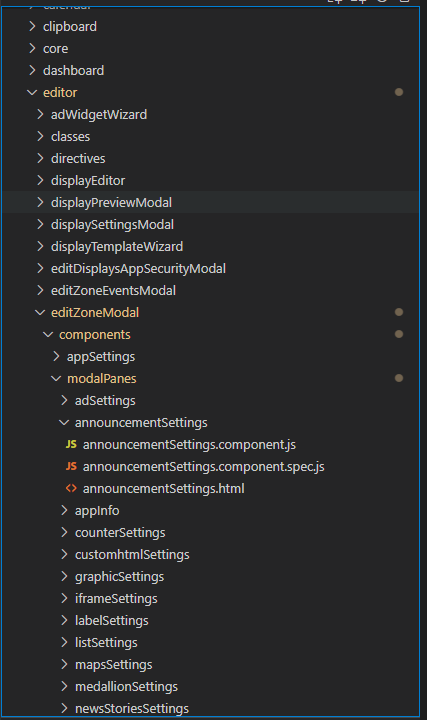 calendar
clipboard
core
dashboard
editor
adWidgetWizard
classes
directives
displayEditor
displayPreviewModal
displaySettingsModal
displayTemplateWizard
editDisplaysAppSecurityModal
editZoneEventsModal
editZoneModal
components
appSettings
modalPanes
adSettings
announcementSettings
JS announcementSettings.component.js
JS announcementSettings.component.spec.js
<> announcementSettings.html
appInfo
counterSettings
customhtmlSettings
graphicSettings
iframeSettings
labelSettings
listSettings
mapsSettings
medallionSettings
newsStoriesSettings